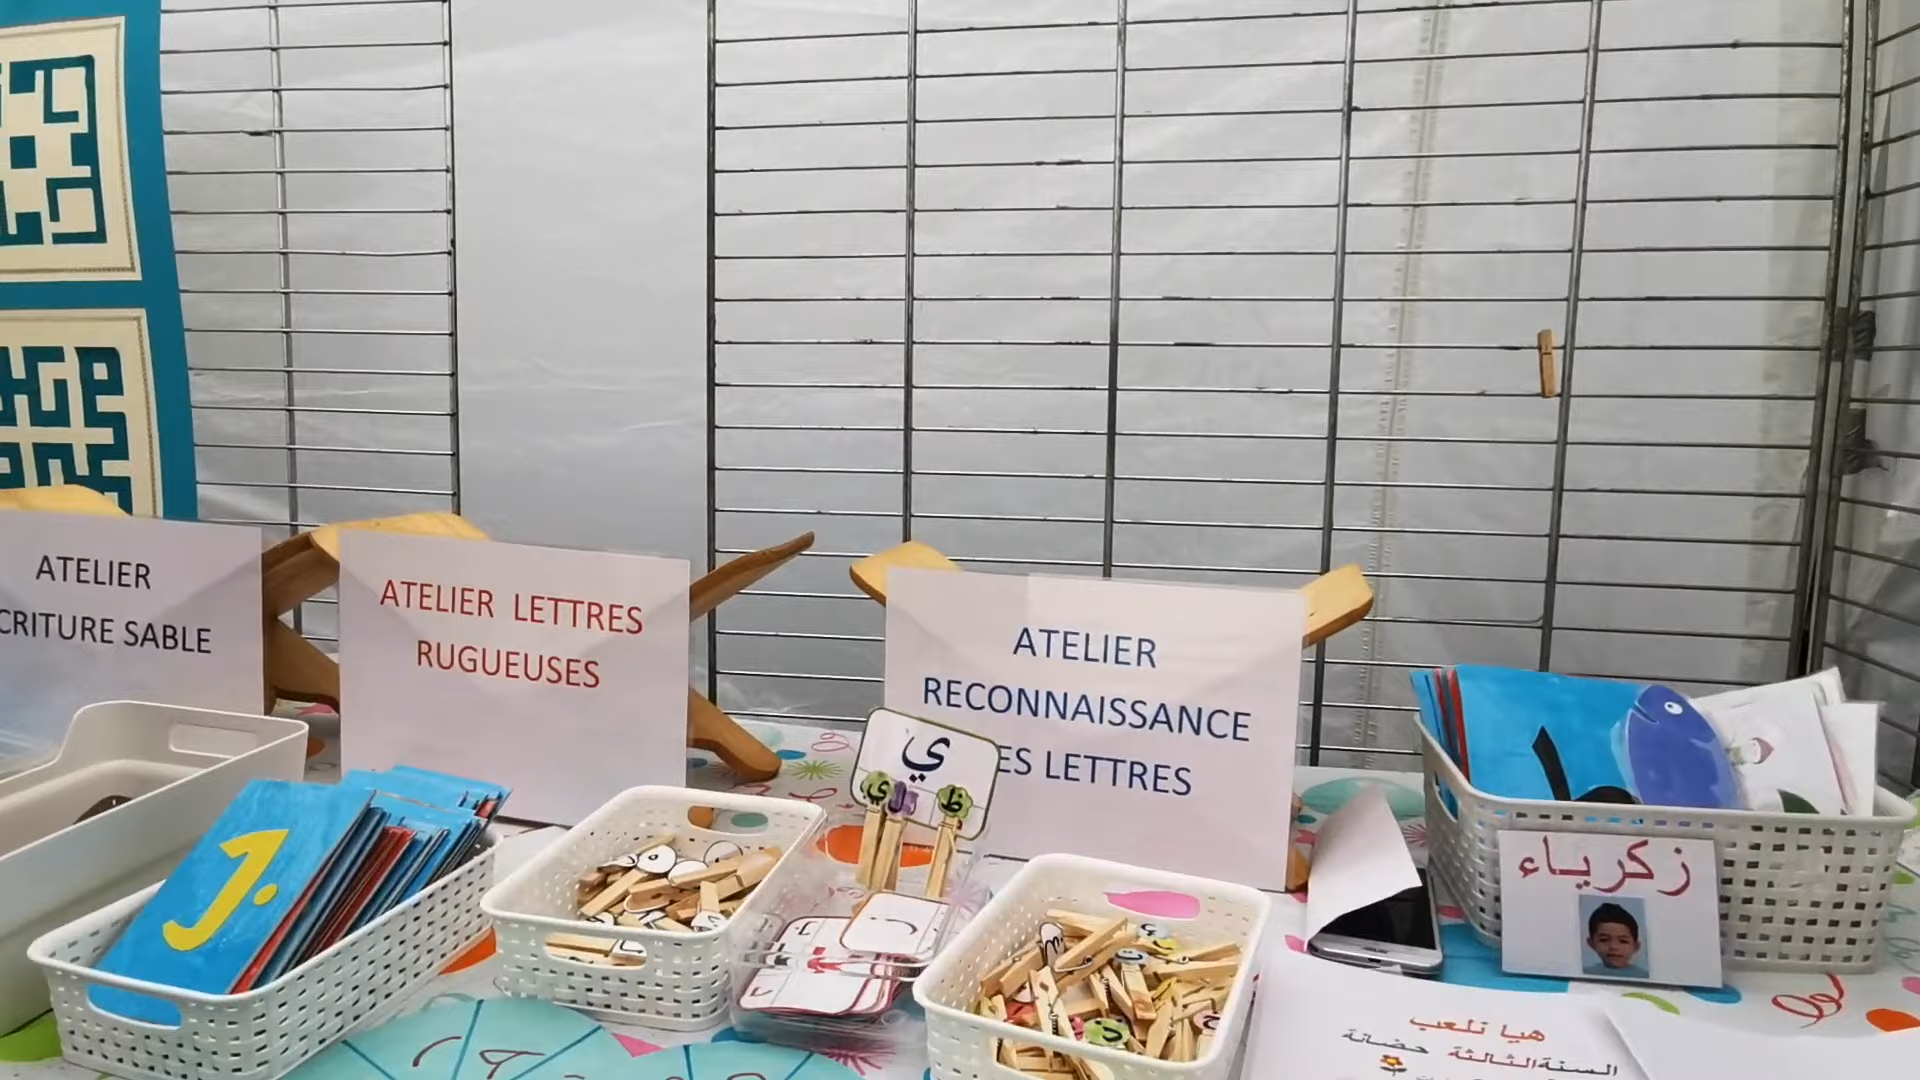 ATELIER
CRITURE SABLE
ATELIER LETTRES
RUGUEUSES
ATELIER
RECONNAISSANCE
ES LETTRES
ي
زكرياء
هيا نلعب
السنة الثالثة حضانة